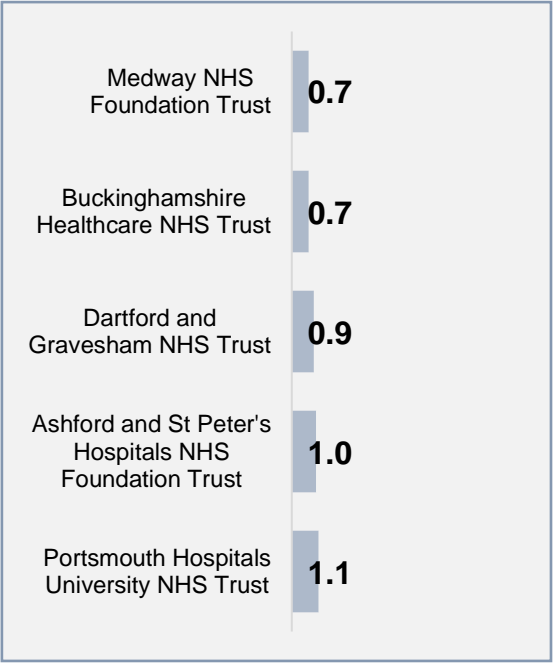 Medway NHS
Foundation Trust
0.7
Buckinghamshire
Healthcare NHS Trust
0.7
Dartford and
Gravesham NHS Trust
0.9
Ashford and St Peter's
Hospitals NHS
Foundation Trust
1.0
Portsmouth Hospitals
University NHS Trust
1.1